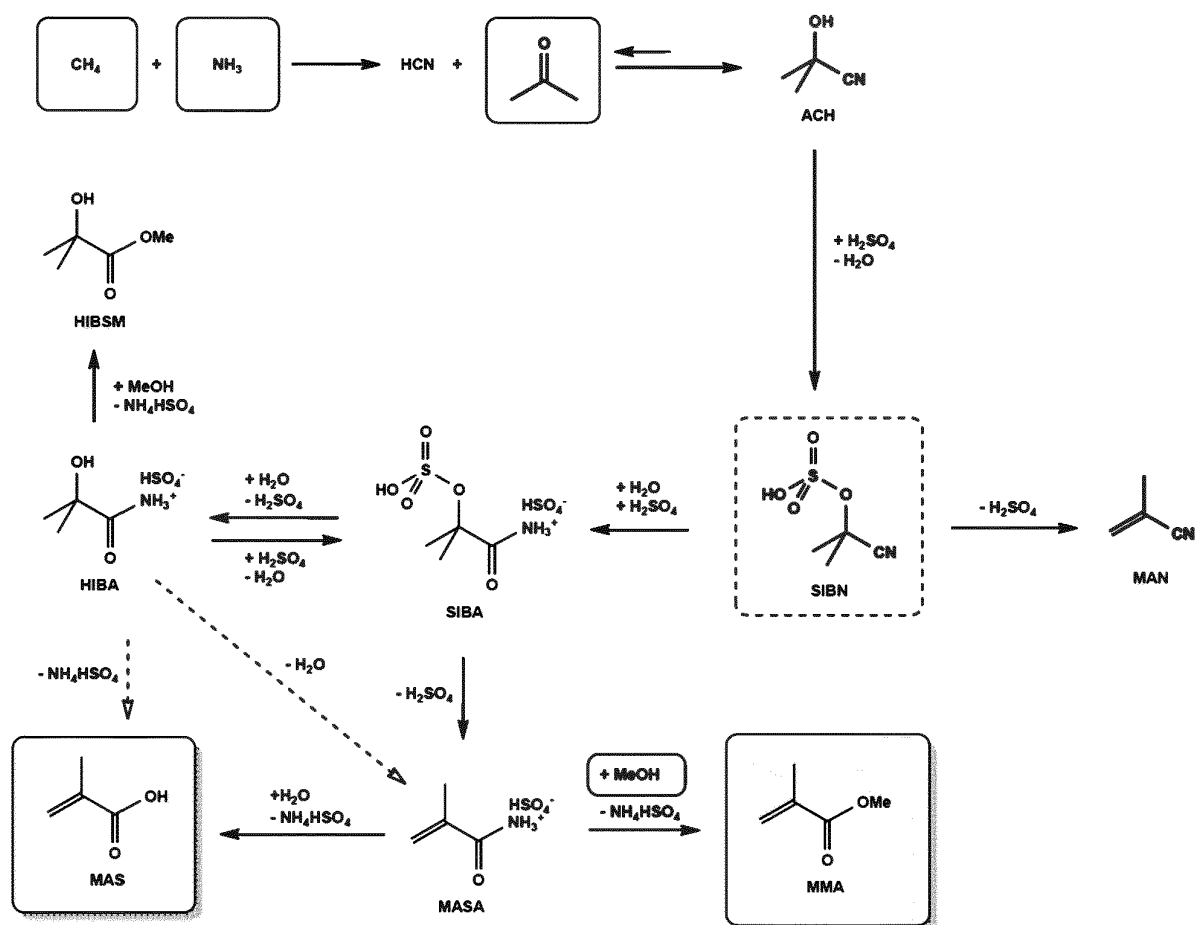 CH₄ + NH₃ HCN + O
OH
CN
ACH
+ H₂SO₄
- H₂O
OH
OMe
O
HIBSM
+ MeOH
- NH₄HSO₄
OH
HSO₄⁻
NH₃⁺
O
HIBA
+ H₂O
- H₂SO₄
+ H₂SO₄
- H₂O
O
S
HO
O
O
HSO₄⁻
NH₃⁺
O
SIBA
+ H₂O
+ H₂SO₄
O
S
HO
O
O
CN
SIBN
- H₂SO₄
CN
MAN
- NH₄HSO₄
- H₂O
- H₂SO₄
OH
O
MAS
+H₂O
- NH₄HSO₄
HSO₄⁻
NH₃⁺
O
MASA
+ MeOH
- NH₄HSO₄
OMe
O
MMA